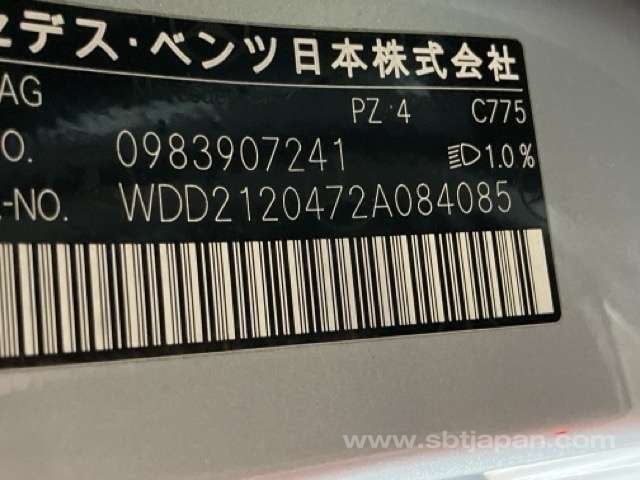 セデス・ベンツ日本株式会社
AG
PZ 4 C775
O. 0983907241 1.0%
.-NO. WDD2120472A084085
www.sbtjapan.com